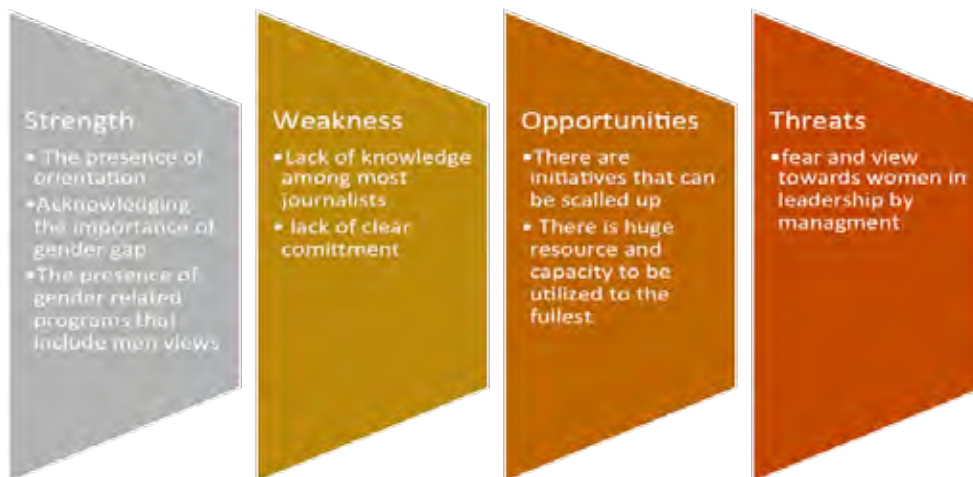 Strength
• The presence of
orientation
•Acknowledging
the importance of
gender gap
•The presence of
gender related
programs that
include men views
Weakness
•Lack of knowledge
among most
journalists
• lack of clear
comittment
Opportunities
•There are
initiatives that can
be scalled up
• There is huge
resource and
capacity to be
utilized to the
fullest
Threats
•fear and view
towards women in
leadership by
managment